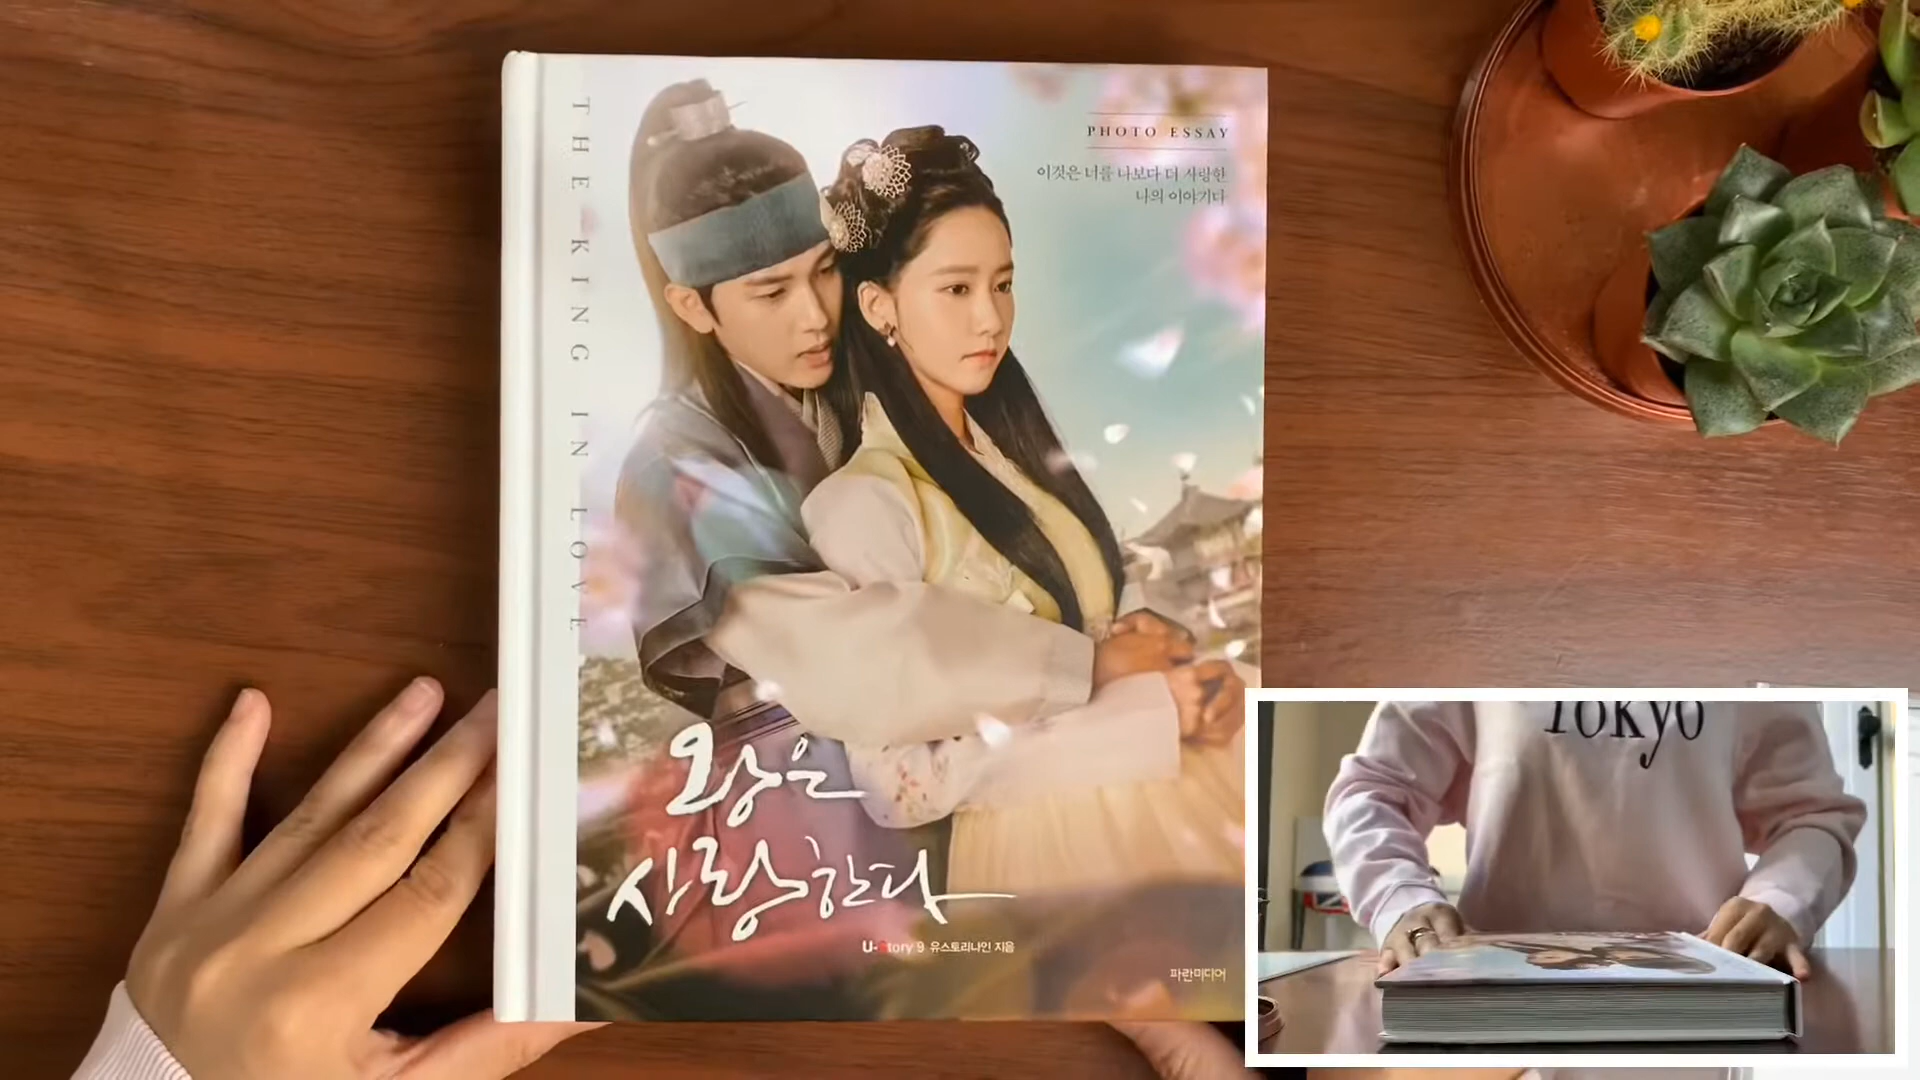 THE KING IN LOVE
PHOTO ESSAY
이것은 너를 나보다 더 사랑한
나의 이야기다
왕은
사랑한다
U-Story 9 유스토리나인 지음
파란미디어
Tokyo